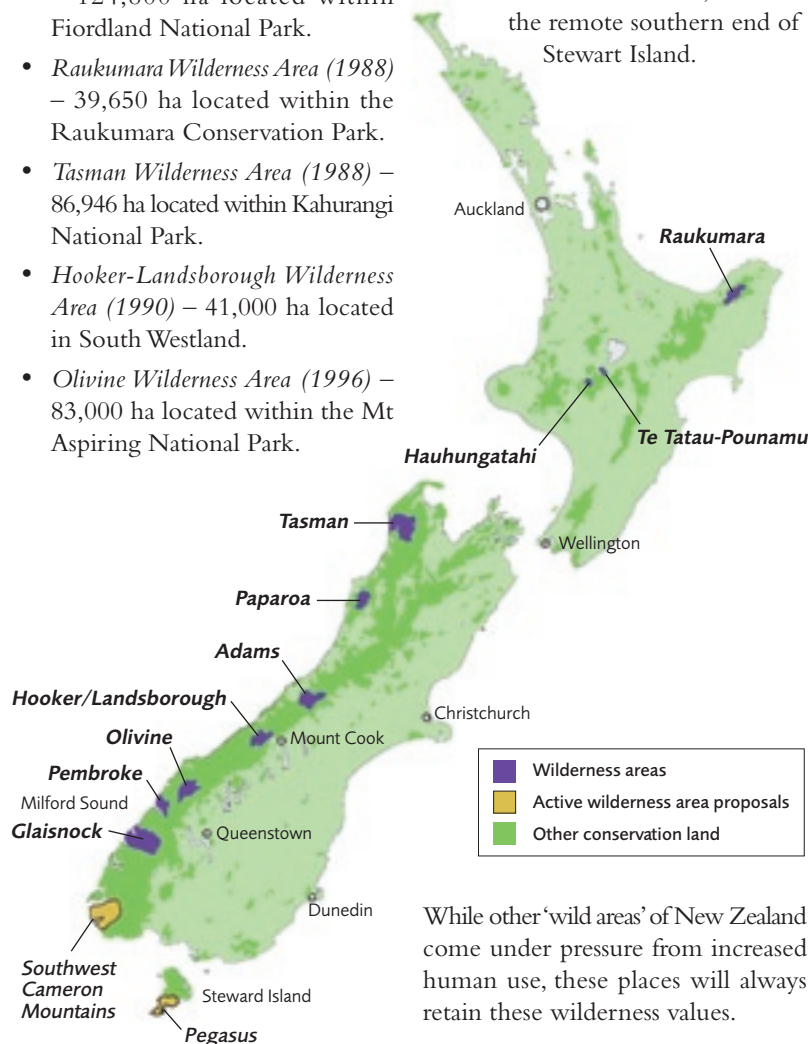 Fiordland National Park.
• Raukumara Wilderness Area (1988)
– 39,650 ha located within the
Raukumara Conservation Park.
• Tasman Wilderness Area (1988) –
86,946 ha located within Kahurangi
National Park.
• Hooker-Landsborough Wilderness
Area (1990) – 41,000 ha located
in South Westland.
• Olivine Wilderness Area (1996) –
83,000 ha located within the Mt
Aspiring National Park.
the remote southern end of
Stewart Island.
Auckland
Raukumara
Te Tatau-Pounamu
Hauhungatahi
Tasman
Wellington
Paparoa
Adams
Hooker/Landsborough
Christchurch
Mount Cook
Olivine
Pembroke
Milford Sound
Glaisnock
Queenstown
Wilderness areas
Active wilderness area proposals
Other conservation land
Dunedin
Southwest
Cameron
Mountains
Steward Island
Pegasus
While other ‘wild areas’ of New Zealand
come under pressure from increased
human use, these places will always
retain these wilderness values.